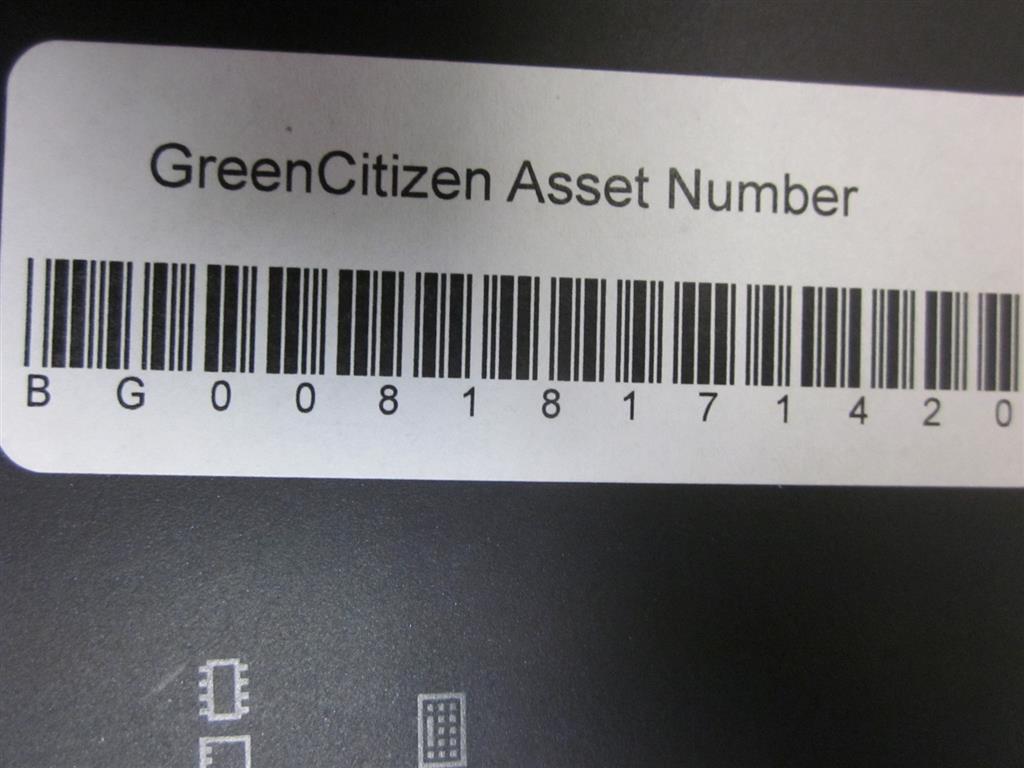 GreenCitizen Asset Number
B G 0 0 8 1 8 1 7 1 4 2 0